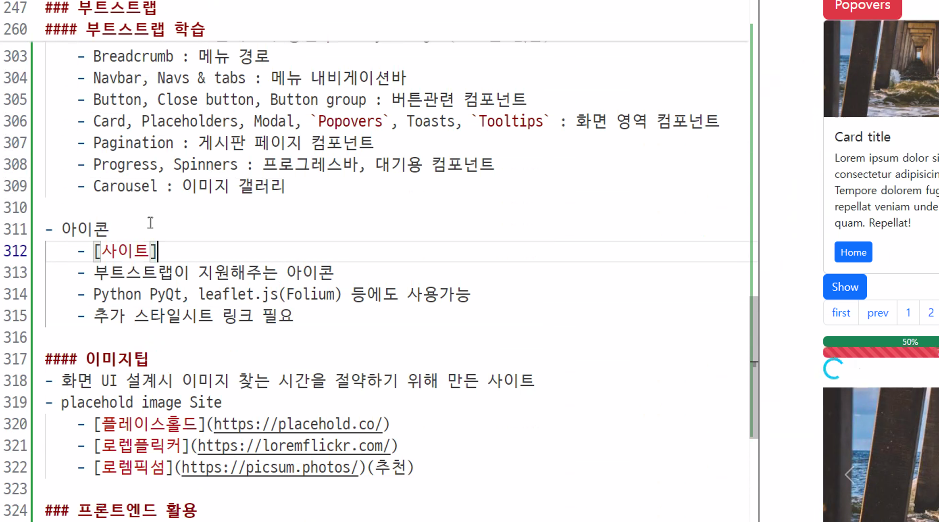 247 ### 부트스트랩
260 #### 부트스트랩 학습
303 - Breadcrumb : 메뉴 경로
304 - Navbar, Navs & tabs : 메뉴 내비게이션바
305 - Button, Close button, Button group : 버튼관련 컴포넌트
306 - Card, Placeholders, Modal, `Popovers`, Toasts, `Tooltips` : 화면 영역 컴포넌트
307 - Pagination : 게시판 페이지 컴포넌트
308 - Progress, Spinners : 프로그레스바, 대기용 컴포넌트
309 - Carousel : 이미지 갤러리
310
311 - 아이콘
312 - [사이트]
313 - 부트스트랩이 지원해주는 아이콘
314 - Python PyQt, leaflet.js(Folium) 등에도 사용가능
315 - 추가 스타일시트 링크 필요
316
317 #### 이미지팁
318 - 화면 UI 설계시 이미지 찾는 시간을 절약하기 위해 만든 사이트
319 - placehold image Site
320 - [플레이스홀드](https://placehold.co/)
321 - [로렙플릭커](https://loremflickr.com/)
322 - [로렘픽섬](https://picsum.photos/)(추천)
323
324 ### 프론트엔드 활용
Popovers
Card title
Lorem ipsum dolor si
consectetur adipisicin
Tempore dolorem fug
repellat veniam unde
quam. Repellat!
Home
Show
first prev 1 2
50%